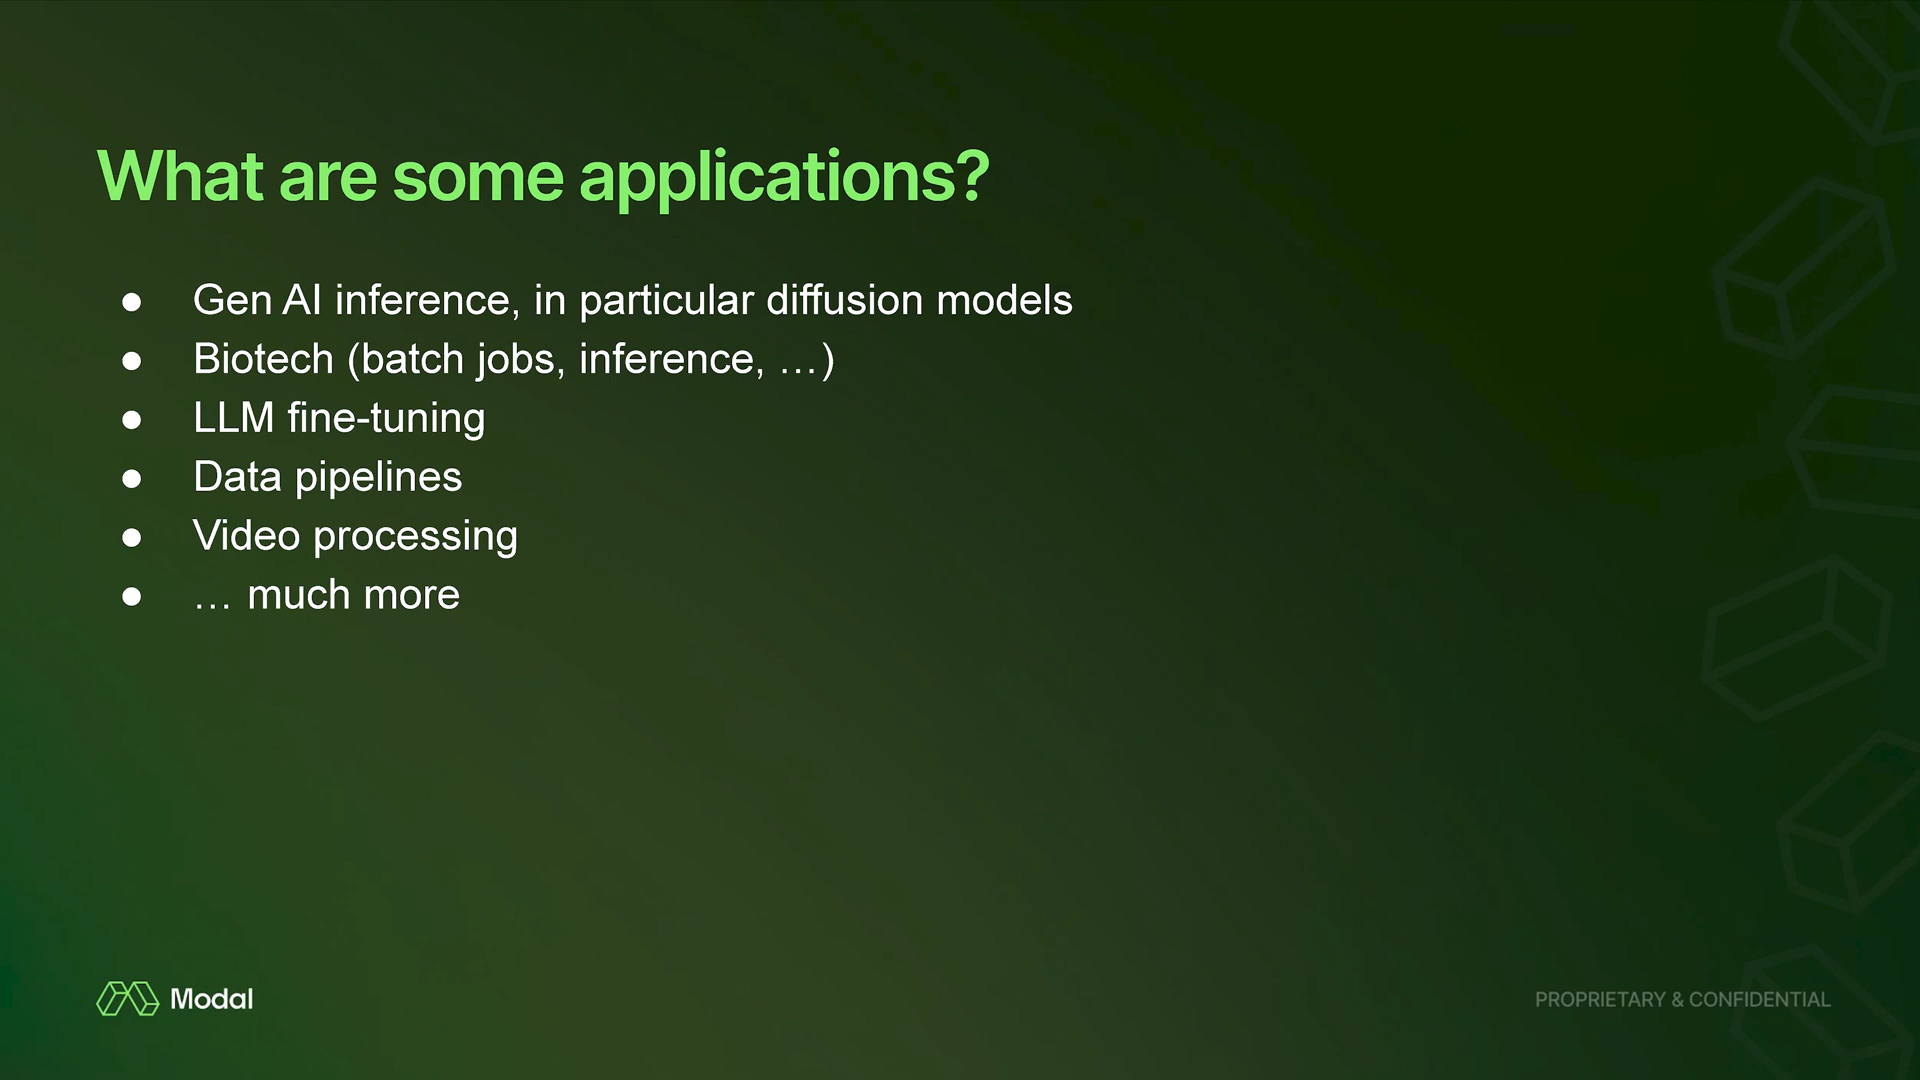 What are some applications?
● Gen AI inference, in particular diffusion models
● Biotech (batch jobs, inference, …)
● LLM fine-tuning
● Data pipelines
● Video processing
● … much more
Modal
PROPRIETARY & CONFIDENTIAL